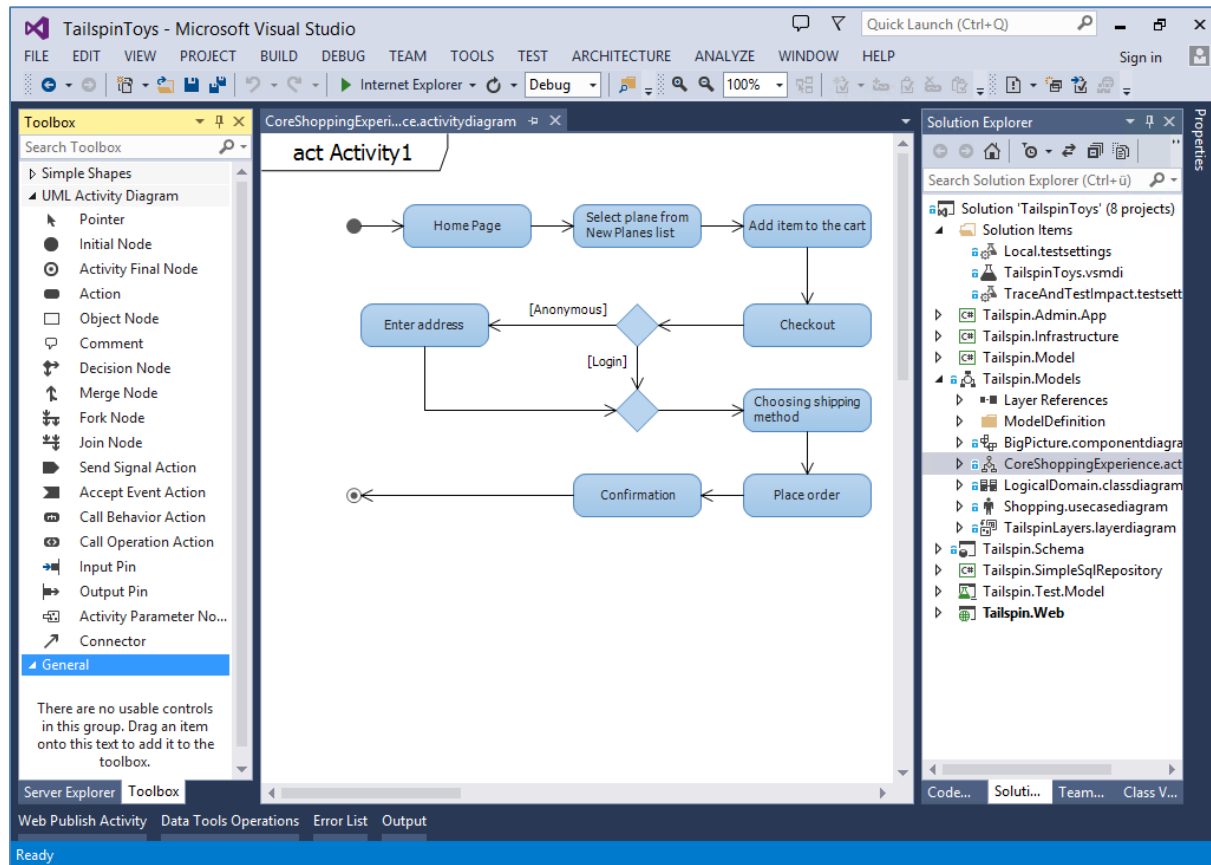 TailspinToys - Microsoft Visual Studio
Quick Launch (Ctrl+Q)
FILE EDIT VIEW PROJECT BUILD DEBUG TEAM TOOLS TEST ARCHITECTURE ANALYZE WINDOW HELP
Sign in
Internet Explorer
Debug
100%
Toolbox
Search Toolbox
Simple Shapes
UML Activity Diagram
Pointer
Initial Node
Activity Final Node
Action
Object Node
Comment
Decision Node
Merge Node
Fork Node
Join Node
Send Signal Action
Accept Event Action
Call Behavior Action
Call Operation Action
Input Pin
Output Pin
Activity Parameter No...
Connector
General
There are no usable controls
in this group. Drag an item
onto this text to add it to the
toolbox.
Server Explorer
Toolbox
CoreShoppingExperi...ce.activitydiagram
act Activity1
Home Page
Select plane from
New Planes list
Add item to the cart
Checkout
[Anonymous]
Enter address
[Login]
Choosing shipping
method
Place order
Confirmation
Solution Explorer
Search Solution Explorer (Ctrl+ü)
Solution 'TailspinToys' (8 projects)
Solution Items
Local.testsettings
TailspinToys.vsmdi
TraceAndTestImpact.testsett
C# Tailspin.Admin.App
C# Tailspin.Infrastructure
C# Tailspin.Model
Tailspin.Models
Layer References
ModelDefinition
BigPicture.componentdiagra
CoreShoppingExperience.act
LogicalDomain.classdiagram
Shopping.usecasediagram
TailspinLayers.layerdiagram
Tailspin.Schema
C# Tailspin.SimpleSqlRepository
Tailspin.Test.Model
Tailspin.Web
Code...
Soluti...
Team...
Class V...
Properties
Web Publish Activity
Data Tools Operations
Error List
Output
Ready